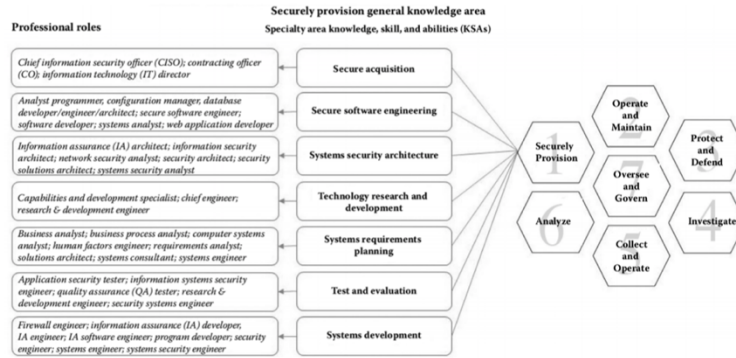 Securely provision general knowledge area
Professional roles
Specialty area knowledge, skill, and abilities (KSAs)
Chief information security officer (CISO); contracting officer
(CO); information technology (IT) director
Secure acquisition
Analyst programmer, configuration manager, database
developer/engineer/architect; secure software engineer;
software developer; systems analyst; web application developer
Secure software engineering
Information assurance (IA) architect; information security
architect; network security analyst; security architect; security
solutions architect; systems security analyst
Systems security architecture
Capabilities and development specialist; chief engineer;
research & development engineer
Technology research and
development
Business analyst; business process analyst; computer systems
analyst; human factors engineer; requirements analyst;
solutions architect; systems consultant; systems engineer
Systems requirements
planning
Application security tester; information systems security
engineer; quality assurance (QA) tester; research &
development engineer; security systems engineer
Test and evaluation
Firewall engineer; information assurance (IA) developer,
IA engineer; IA software engineer; program developer; security
engineer; systems engineer; systems security engineer
Systems development
1
Securely
Provision
2
Operate
and
Maintain
3
Protect
and
Defend
7
Oversee
and
Govern
6
Analyze
4
Investigate
5
Collect
and
Operate